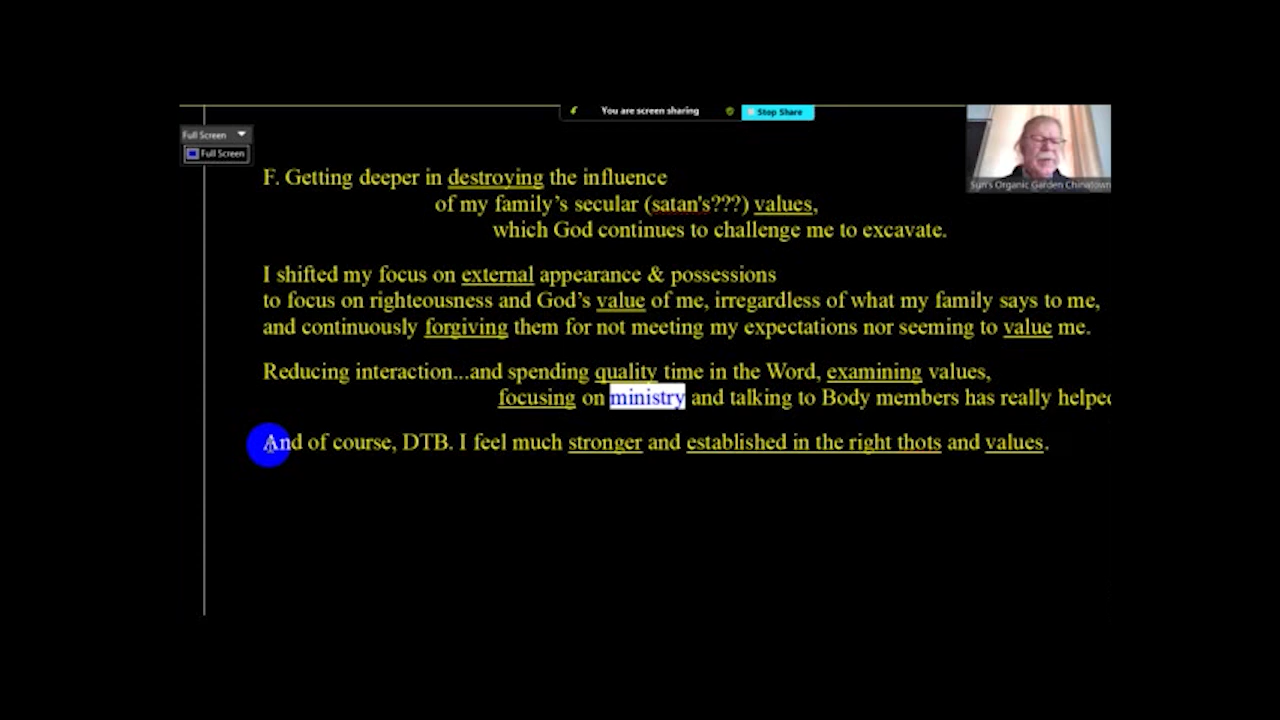 You are screen sharing
Stop Share
Full Screen
Full Screen
Sun's Organic Garden Chinatown
F. Getting deeper in destroying the influence
of my family's secular (satan's???) values,
which God continues to challenge me to excavate.
I shifted my focus on external appearance & possessions
to focus on righteousness and God's value of me, irregardless of what my family says to me,
and continuously forgiving them for not meeting my expectations nor seeming to value me.
Reducing interaction...and spending quality time in the Word, examining values,
focusing on ministry and talking to Body members has really helped
And of course, DTB. I feel much stronger and established in the right thots and values.